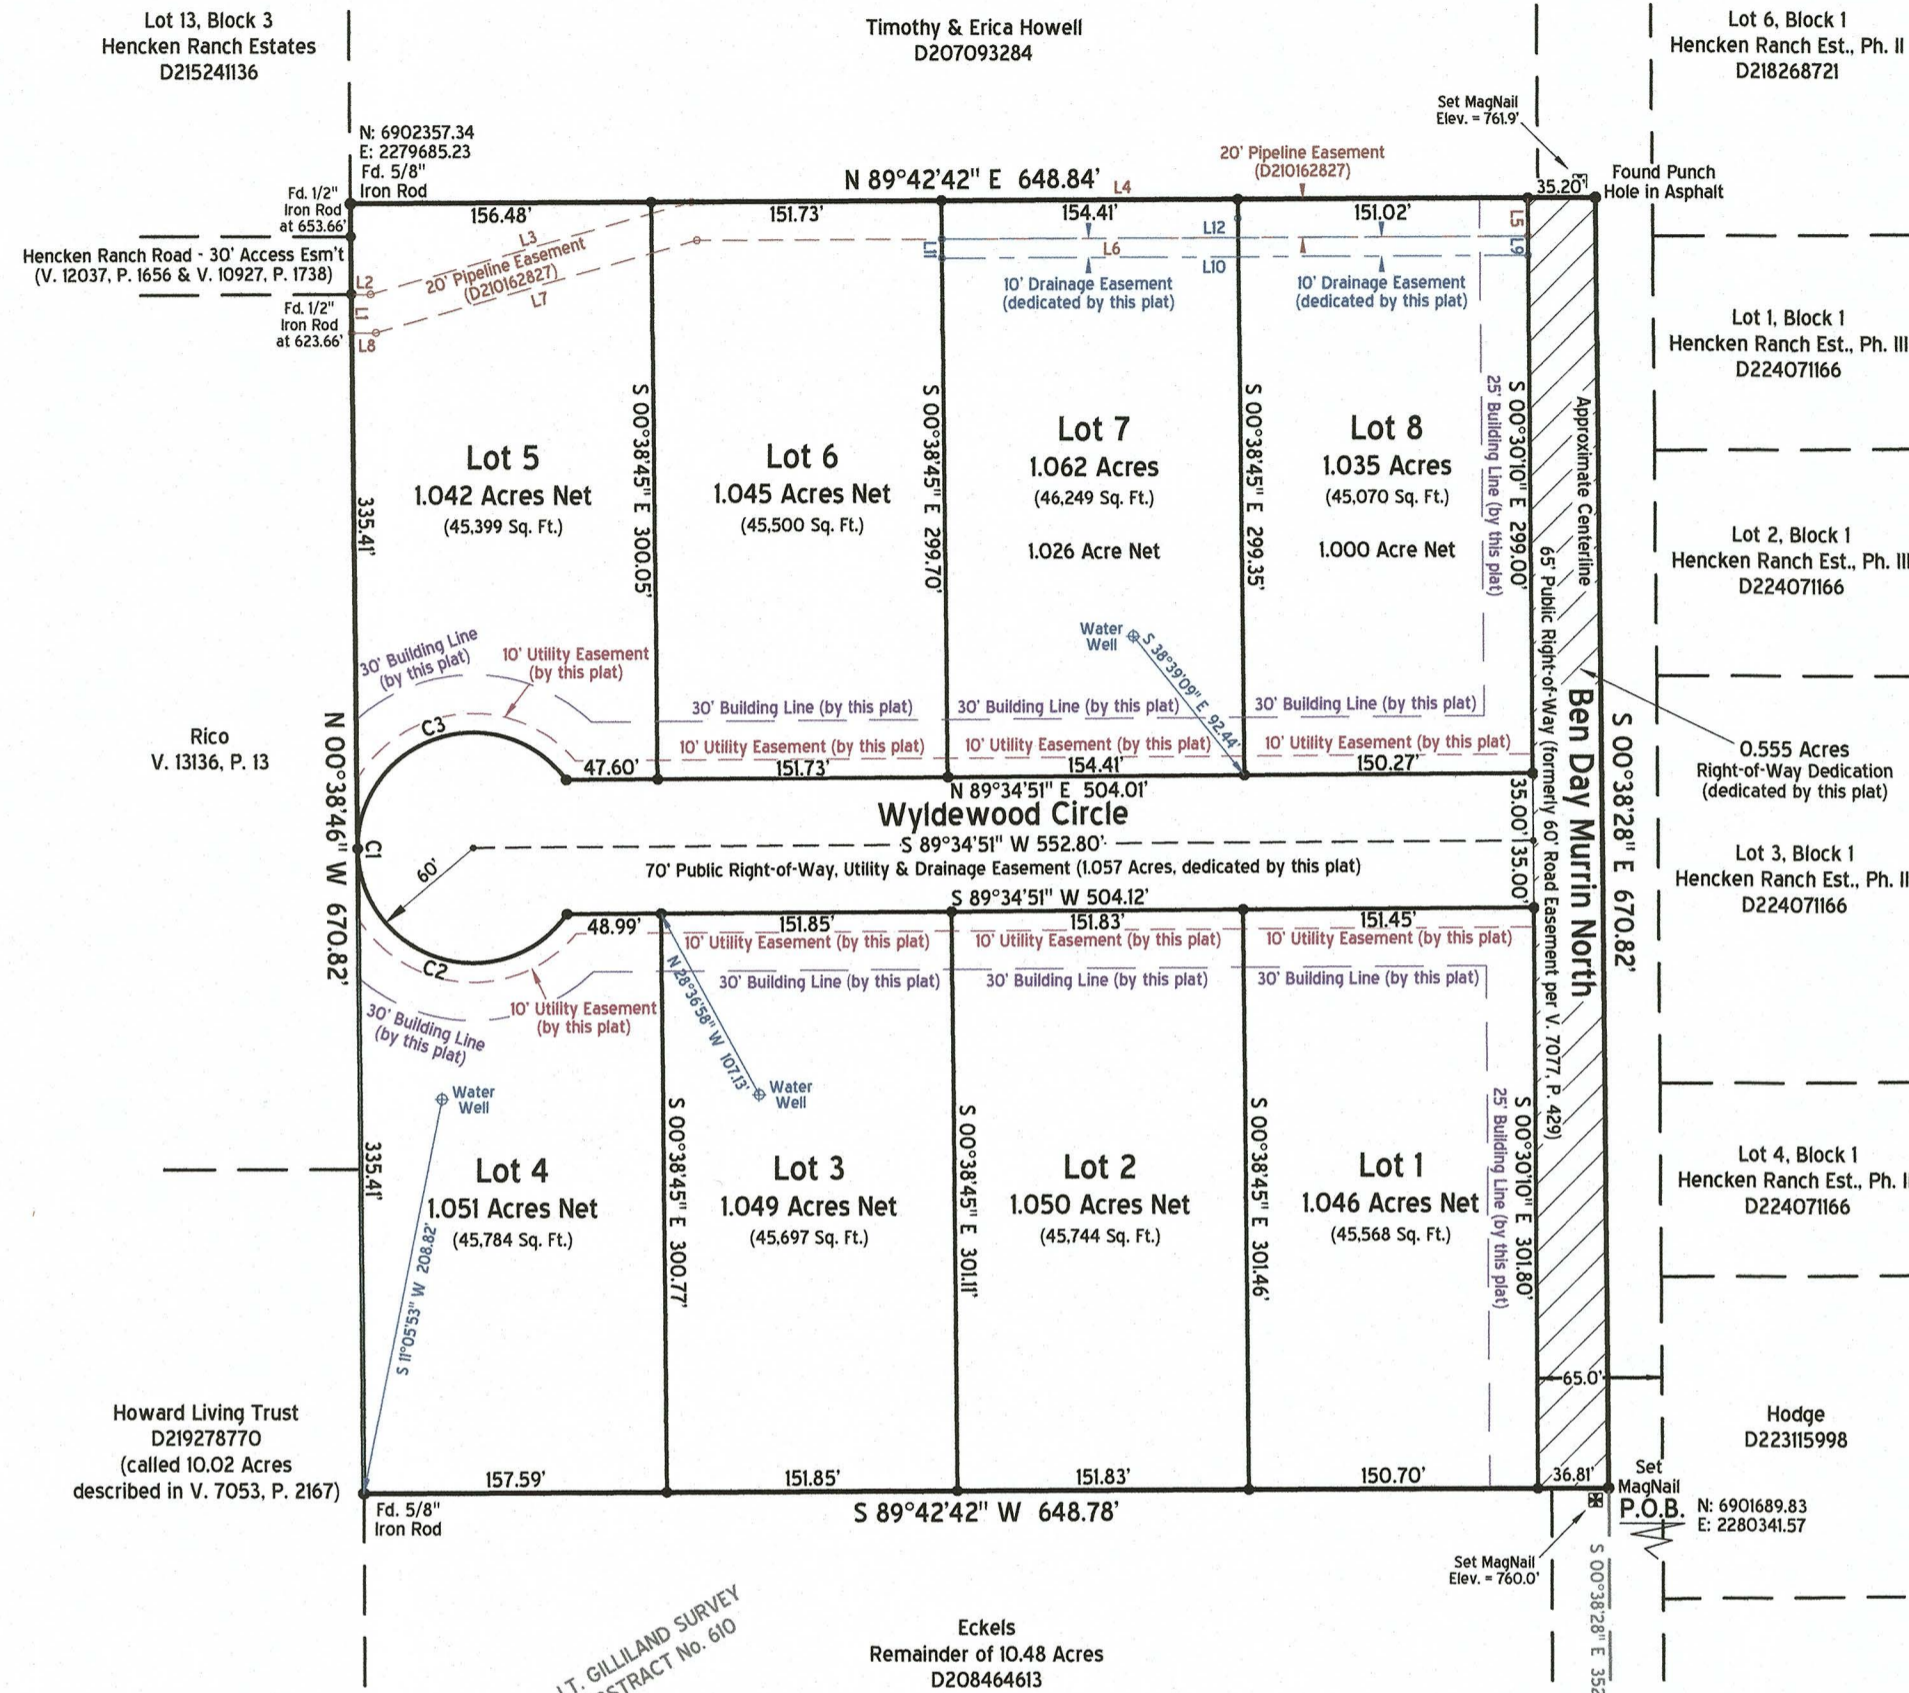 Lot 13, Block 3
Hencken Ranch Estates
D215241136
Timothy & Erica Howell
D207093284
Lot 6, Block 1
Hencken Ranch Est., Ph. II
D218268721
Set MagNail
Elev. = 761.9'
N: 6902357.34
E: 2279685.23
Fd. 5/8"
Iron Rod
Fd. 1/2"
Iron Rod
at 653.66'
N 89°42'42" E 648.84'
L4
20' Pipeline Easement
(D210162827)
35.20'
Found Punch
Hole in Asphalt
156.48'
151.73'
154.41'
151.02'
Hencken Ranch Road - 30' Access Esm't
(V. 12037, P. 1656 & V. 10927, P. 1738)
L3
20' Pipeline Easement
(D210162827)
L7
L2
L1
L8
Fd. 1/2"
Iron Rod
at 623.66'
L11
L12
L6
L10
L5
L9
10' Drainage Easement
(dedicated by this plat)
10' Drainage Easement
(dedicated by this plat)
Lot 1, Block 1
Hencken Ranch Est., Ph. III
D224071166
335.41'
Lot 5
1.042 Acres Net
(45,399 Sq. Ft.)
S 00°38'45" E 300.05'
Lot 6
1.045 Acres Net
(45,500 Sq. Ft.)
S 00°38'45" E 299.70'
Lot 7
1.062 Acres
(46,249 Sq. Ft.)
1.026 Acre Net
S 00°38'45" E 299.35'
Lot 8
1.035 Acres
(45,070 Sq. Ft.)
1.000 Acre Net
25' Building Line (by this plat)
S 00°30'10" E 299.00'
Approximate Centerline
65' Public Right-of-Way (formerly 60' Road Easement per V. 7077, P. 429)
Ben Day Murrin North
S 00°38'28" E 670.82'
Lot 2, Block 1
Hencken Ranch Est., Ph. III
D224071166
Water
Well
S 38°39'09" E 92.44'
30' Building Line
(by this plat)
10' Utility Easement
(by this plat)
30' Building Line (by this plat)
30' Building Line (by this plat)
30' Building Line (by this plat)
10' Utility Easement (by this plat)
10' Utility Easement (by this plat)
10' Utility Easement (by this plat)
Rico
V. 13136, P. 13
N 00°38'46" W 670.82'
C3
47.60'
151.73'
154.41'
150.27'
N 89°34'51" E 504.01'
0.555 Acres
Right-of-Way Dedication
(dedicated by this plat)
Wyldewood Circle
C1
60'
S 89°34'51" W 552.80'
70' Public Right-of-Way, Utility & Drainage Easement (1.057 Acres, dedicated by this plat)
35.00'
35.00'
S 89°34'51" W 504.12'
Lot 3, Block 1
Hencken Ranch Est., Ph. II
D224071166
C2
48.99'
151.85'
151.83'
151.45'
10' Utility Easement (by this plat)
10' Utility Easement (by this plat)
10' Utility Easement (by this plat)
30' Building Line (by this plat)
30' Building Line (by this plat)
30' Building Line (by this plat)
30' Building Line
(by this plat)
10' Utility Easement
(by this plat)
N 28°36'58" W 107.13'
Water
Well
Water
Well
335.41'
S 11°05'53" W 208.82'
Lot 4
1.051 Acres Net
(45,784 Sq. Ft.)
S 00°38'45" E 300.77'
Lot 3
1.049 Acres Net
(45,697 Sq. Ft.)
S 00°38'45" E 301.11'
Lot 2
1.050 Acres Net
(45,744 Sq. Ft.)
S 00°38'45" E 301.46'
Lot 1
1.046 Acres Net
(45,568 Sq. Ft.)
25' Building Line (by this plat)
S 00°30'10" E 301.80'
Lot 4, Block 1
Hencken Ranch Est., Ph. I
D224071166
65.0'
Howard Living Trust
D219278770
(called 10.02 Acres
described in V. 7053, P. 2167)
Hodge
D223115998
157.59'
151.85'
151.83'
150.70'
36.81'
S 89°42'42" W 648.78'
Fd. 5/8"
Iron Rod
Set
MagNail
P.O.B.
N: 6901689.83
E: 2280341.57
Set MagNail
Elev. = 760.0'
S 00°38'28" E 352
I.T. GILLILAND SURVEY
STRACT No. 610
Eckels
Remainder of 10.48 Acres
D208464613